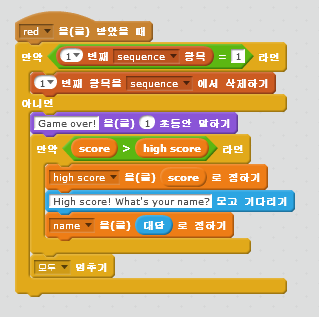 red 을(를) 받았을 때
만약 1 번째 sequence 항목 = 1 라면
1 번째 항목을 sequence 에서 삭제하기
아니면
Game over! 을(를) 1 초동안 말하기
만약 score > high score 라면
high score 을(를) score 로 정하기
High score! What's your name? 묻고 기다리기
name 을(를) 대답 로 정하기
모두 멈추기